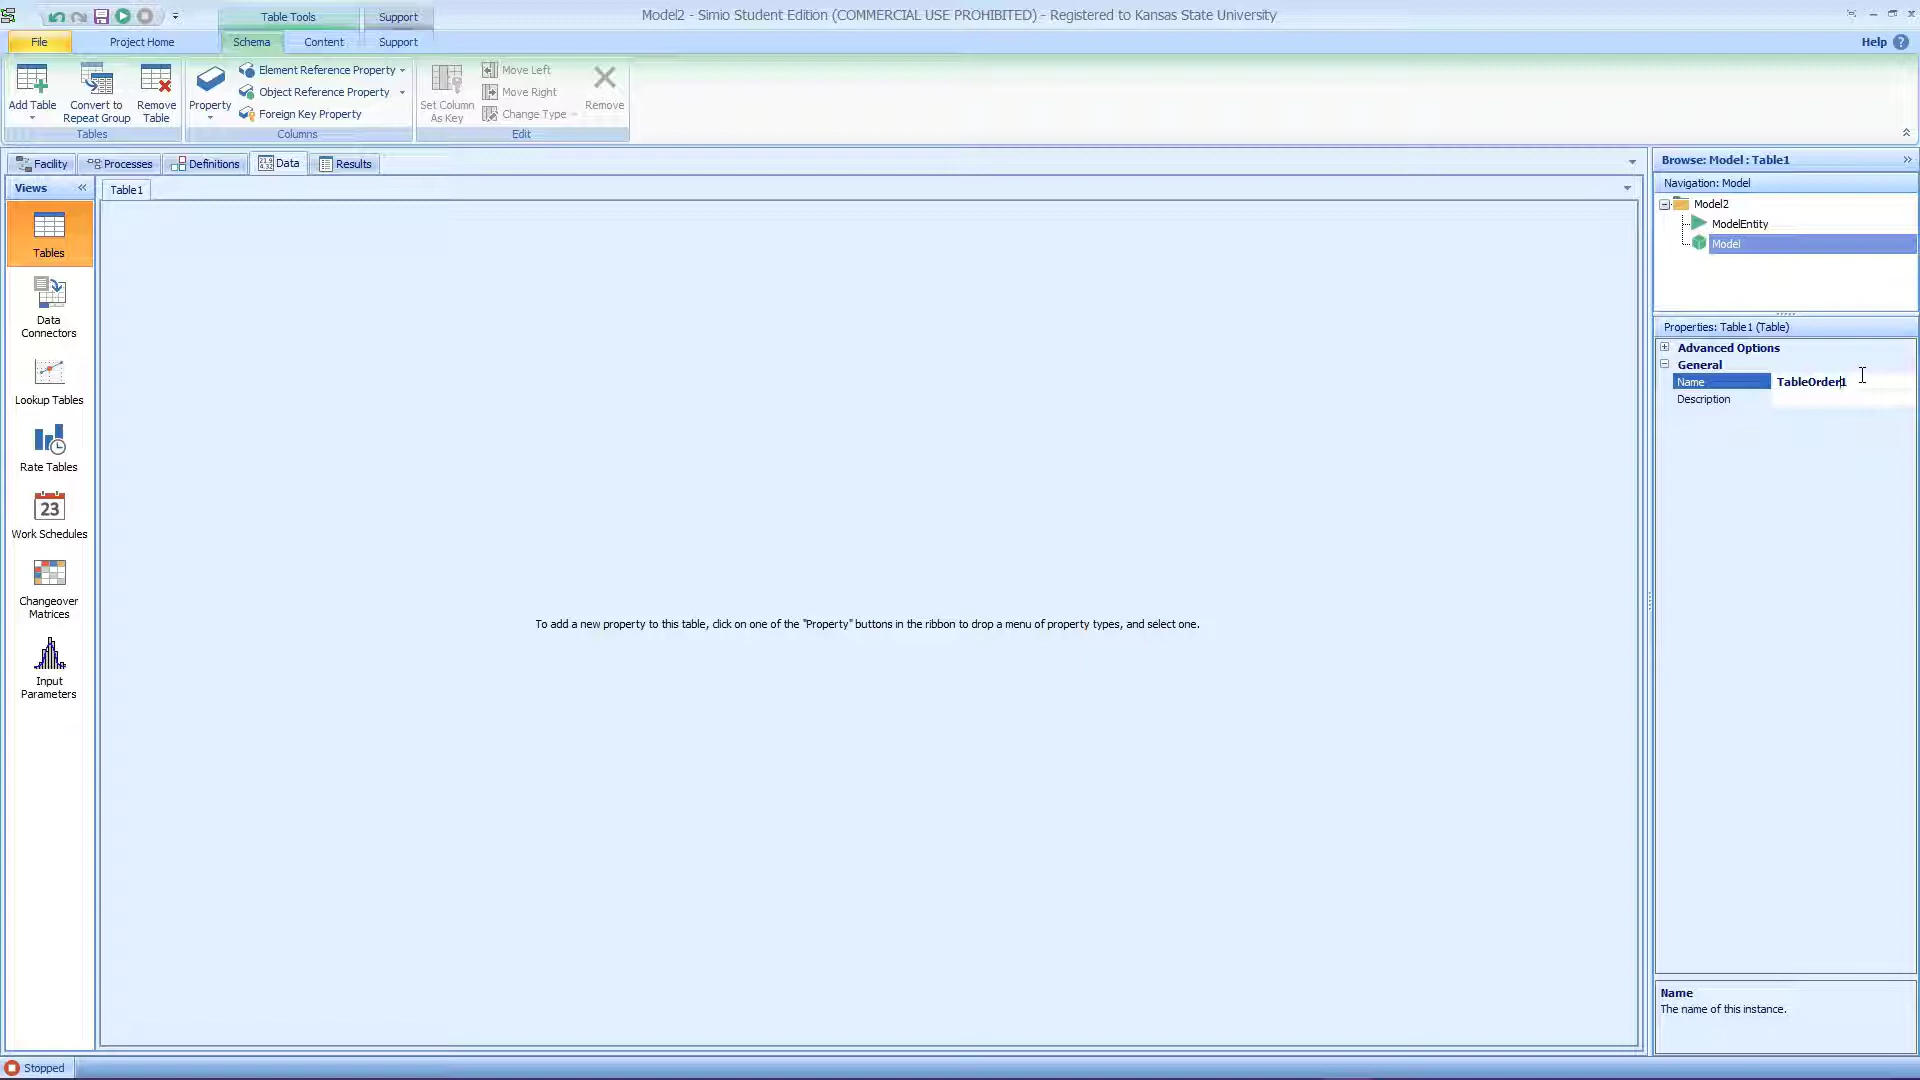 Model2 - Simio Student Edition (COMMERCIAL USE PROHIBITED) - Registered to Kansas State University
Table Tools
Support
File
Project Home
Schema
Content
Support
Help
Add Table
Convert to
Repeat Group
Remove
Table
Tables
Property
Element Reference Property
Object Reference Property
Foreign Key Property
Columns
Set Column
As Key
Move Left
Move Right
Change Type
Remove
Edit
Facility
Processes
Definitions
Data
Results
Views
Table1
Tables
Data
Connectors
Lookup Tables
Rate Tables
23
Work Schedules
Changeover
Matrices
Input
Parameters
To add a new property to this table, click on one of the "Property" buttons in the ribbon to drop a menu of property types, and select one.
Browse: Model : Table1
Navigation: Model
Model2
ModelEntity
Model
Properties: Table1 (Table)
Advanced Options
General
Name
TableOrder1
Description
Name
The name of this instance.
Stopped